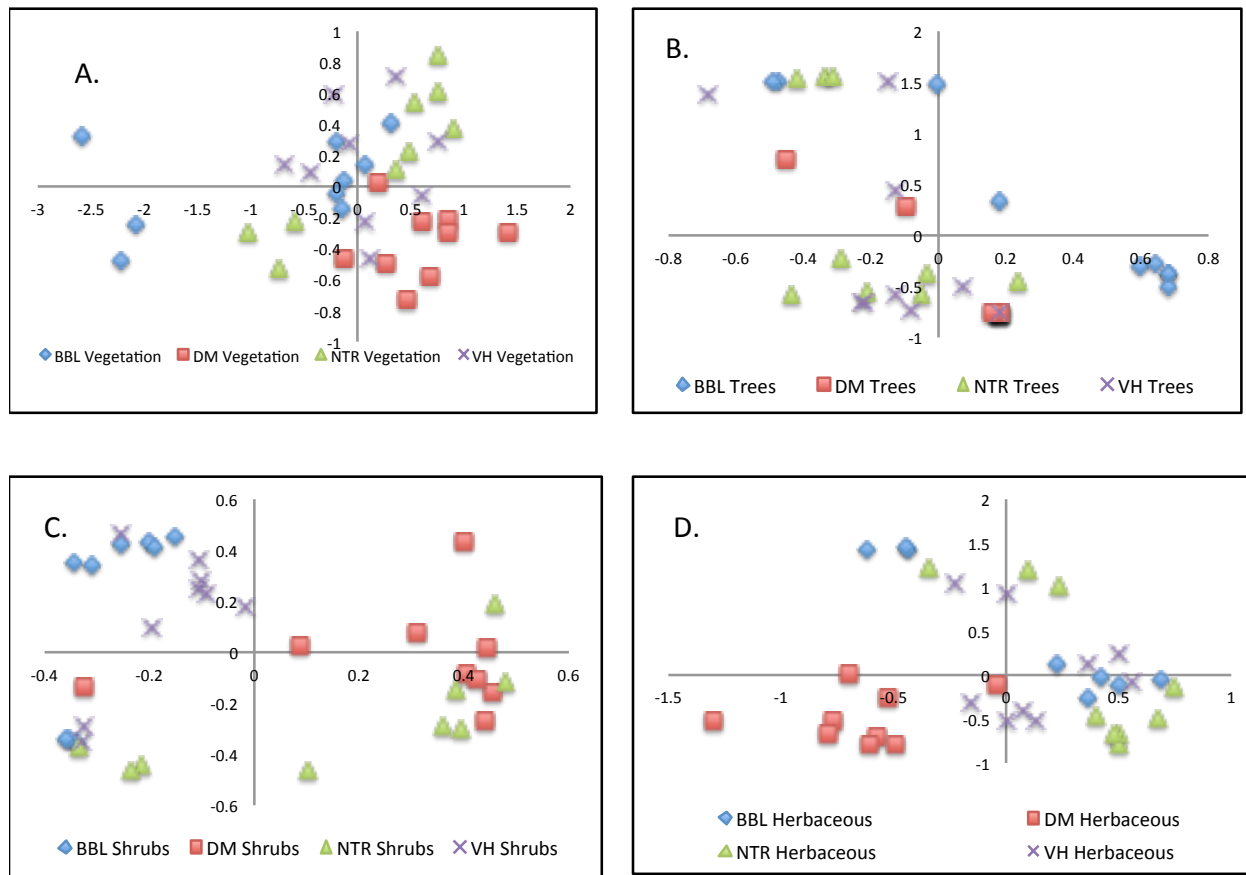 A.
1
0.8
0.6
0.4
0.2
0
-0.2
-0.4
-0.6
-0.8
-1
-3 -2.5 -2 -1.5 -1 -0.5 0 0.5 1 1.5 2
BBL Vegetation DM Vegetation NTR Vegetation VH Vegetation
B.
2
1.5
1
0.5
0
-0.5
-1
-0.8 -0.6 -0.4 -0.2 0 0.2 0.4 0.6 0.8
BBL Trees DM Trees NTR Trees VH Trees
C.
0.6
0.4
0.2
0
-0.2
-0.4
-0.6
-0.4 -0.2 0 0.2 0.4 0.6
BBL Shrubs DM Shrubs NTR Shrubs VH Shrubs
D.
2
1.5
1
0.5
0
-0.5
-1
-1.5 -1 -0.5 0 0.5 1
BBL Herbaceous DM Herbaceous
NTR Herbaceous VH Herbaceous